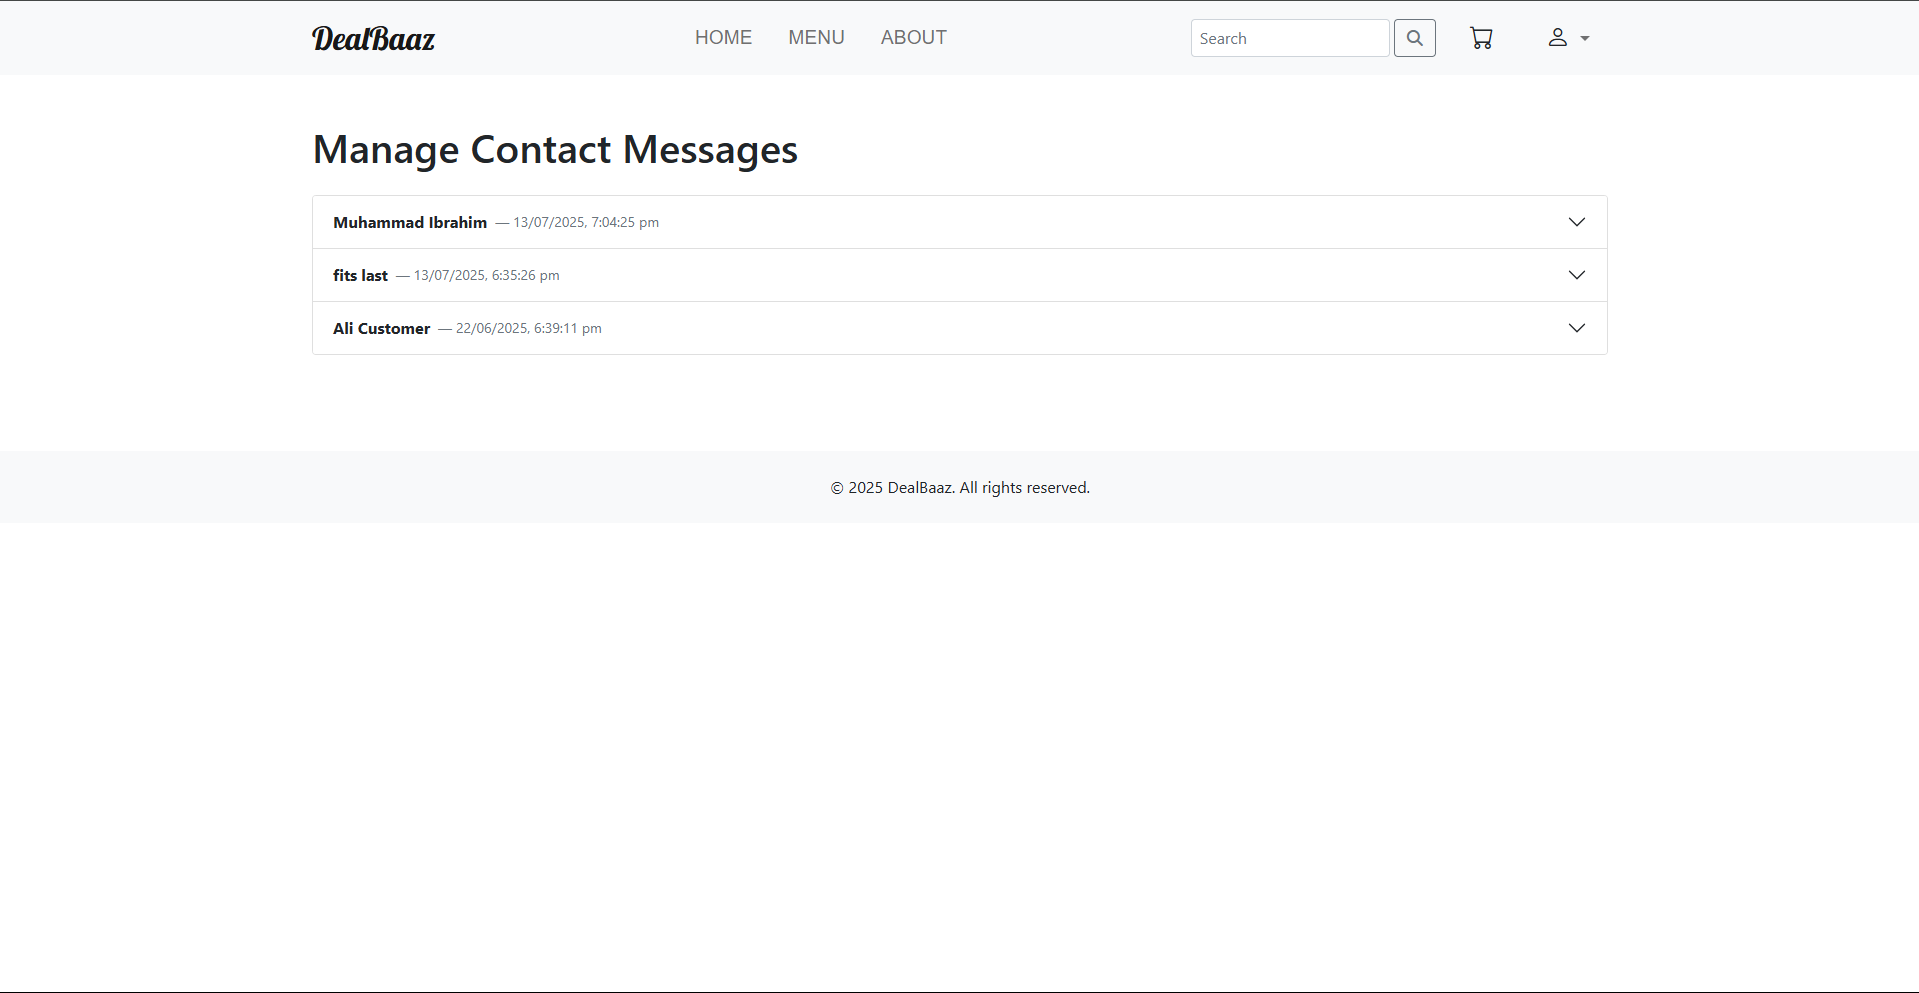 DealBaaz
HOME MENU ABOUT
Search
Manage Contact Messages
Muhammad Ibrahim — 13/07/2025, 7:04:25 pm
fits last — 13/07/2025, 6:35:26 pm
Ali Customer — 22/06/2025, 6:39:11 pm
© 2025 DealBaaz. All rights reserved.